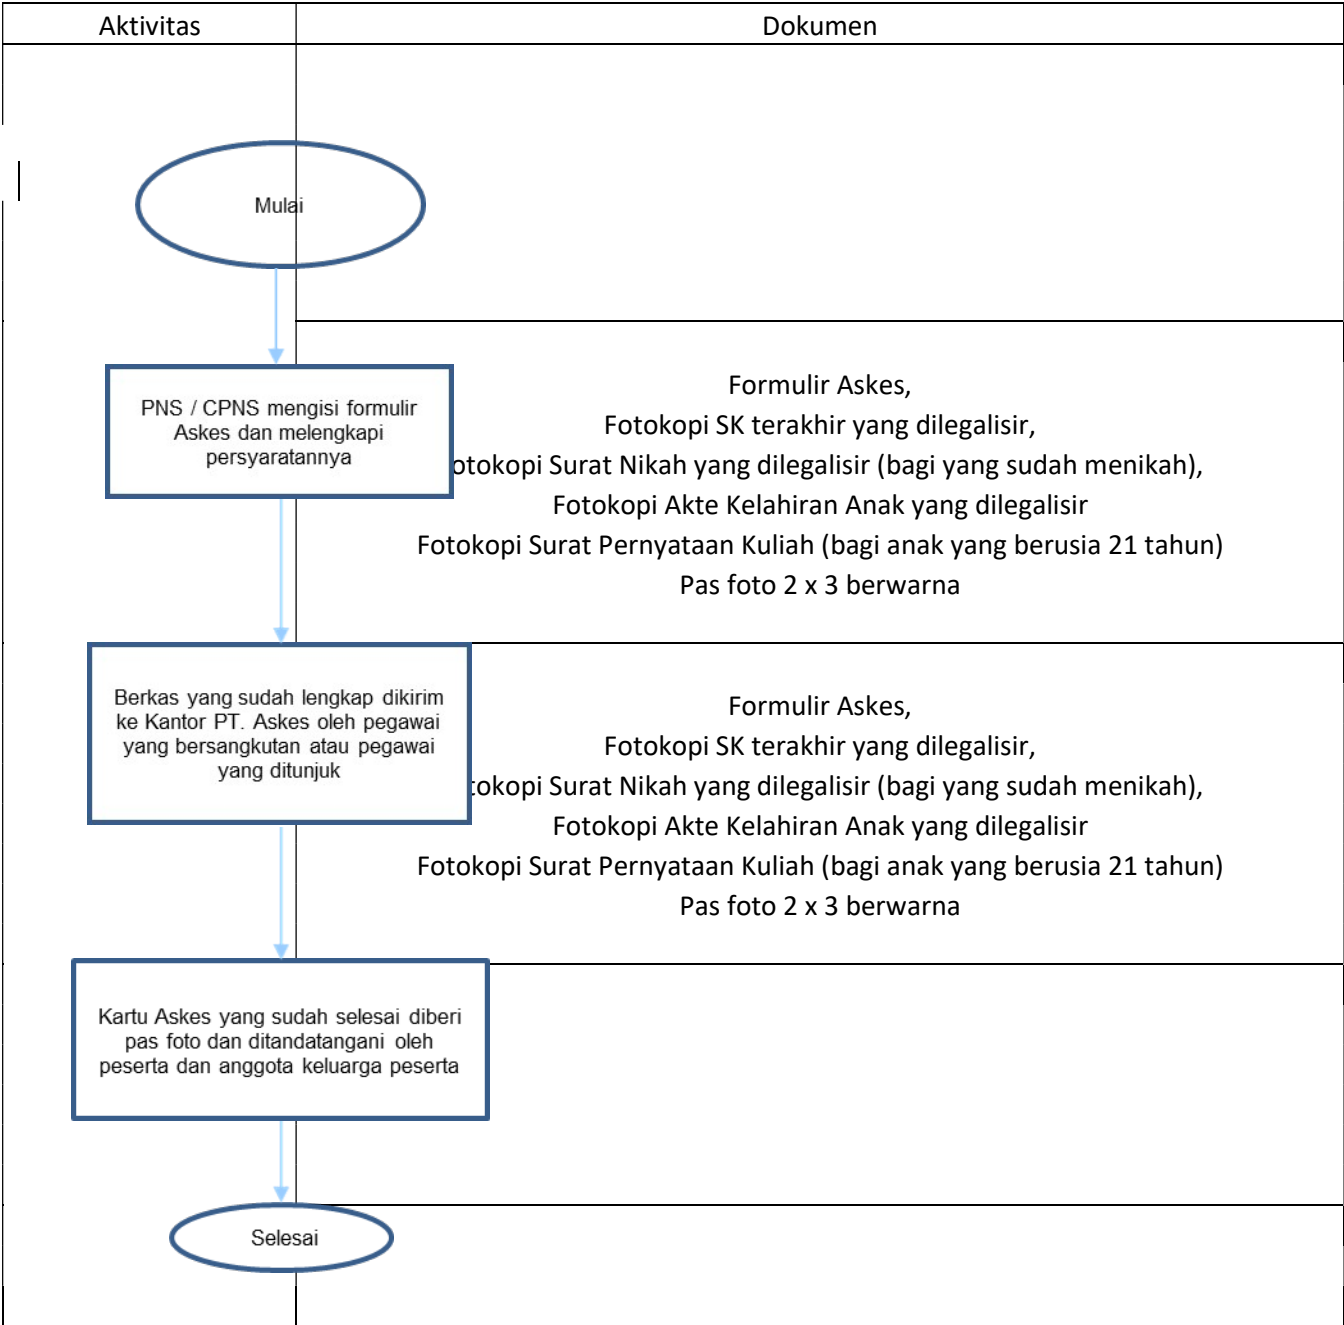 Aktivitas
Dokumen
Mulai
PNS / CPNS mengisi formulir
Askes dan melengkapi
persyaratannya
Formulir Askes,
Fotokopi SK terakhir yang dilegalisir,
otokopi Surat Nikah yang dilegalisir (bagi yang sudah menikah),
Fotokopi Akte Kelahiran Anak yang dilegalisir
Fotokopi Surat Pernyataan Kuliah (bagi anak yang berusia 21 tahun)
Pas foto 2 x 3 berwarna
Berkas yang sudah lengkap dikirim
ke Kantor PT. Askes oleh pegawai
yang bersangkutan atau pegawai
yang ditunjuk
Formulir Askes,
Fotokopi SK terakhir yang dilegalisir,
tokopi Surat Nikah yang dilegalisir (bagi yang sudah menikah),
Fotokopi Akte Kelahiran Anak yang dilegalisir
Fotokopi Surat Pernyataan Kuliah (bagi anak yang berusia 21 tahun)
Pas foto 2 x 3 berwarna
Kartu Askes yang sudah selesai diberi
pas foto dan ditandatangani oleh
peserta dan anggota keluarga peserta
Selesai